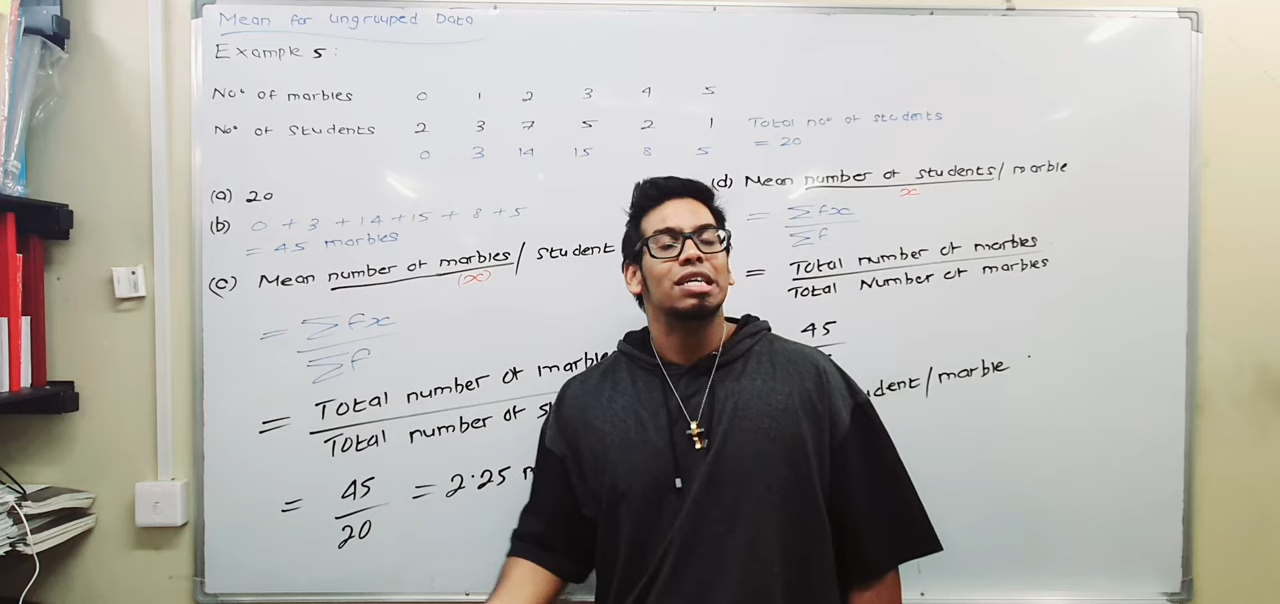 Mean for ungrouped Data
Example 5:
No° of marbles 0 1 2 3 4 5
No° of Students 2 3 7 5 2 1
0 3 14 15 8 5
Total no° of students
= 20
(a) 20
(b) 0 + 3 + 14 + 15 + 8 + 5
= 45 marbles
(c) Mean number of marbles / student
(x)
= Σfx
Σf
= Total number of marble
Total number of s
= 45
20
= 2.25
(d) Mean number of students / marble
x
= Σfx
Σf
= Total number of marbles
Total Number of marbles
45
dent/marble